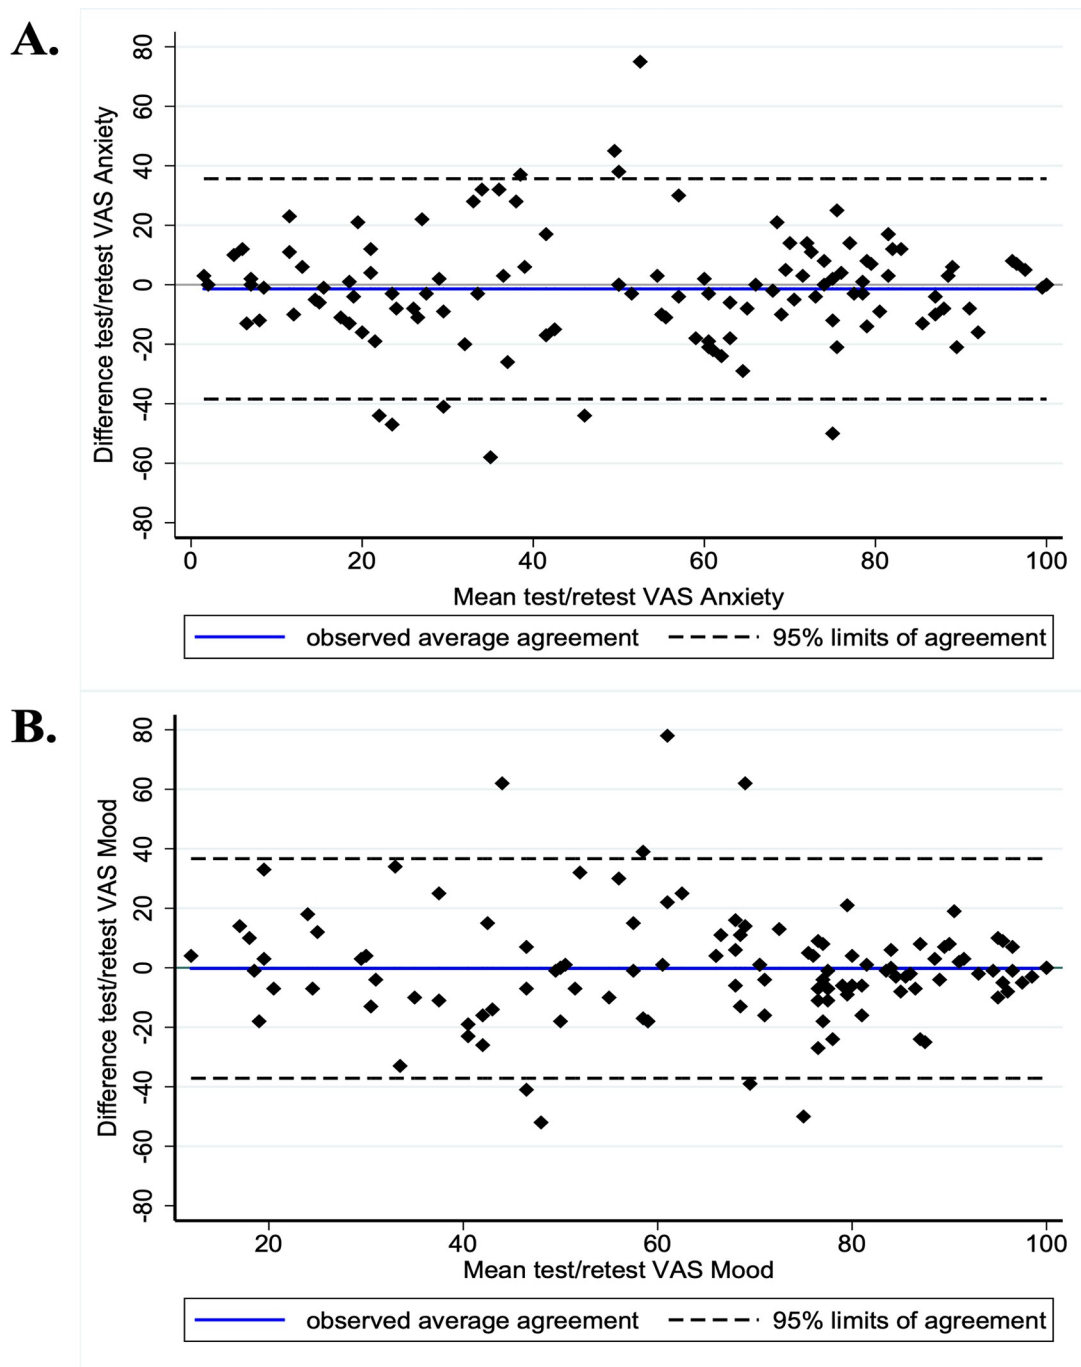 A.
Difference test/retest VAS Anxiety
80
60
40
20
0
-20
-40
-60
-80
0 20 40 60 80 100
Mean test/retest VAS Anxiety
observed average agreement 95% limits of agreement
B.
Difference test/retest VAS Mood
80
60
40
20
0
-20
-40
-60
-80
20 40 60 80 100
Mean test/retest VAS Mood
observed average agreement 95% limits of agreement